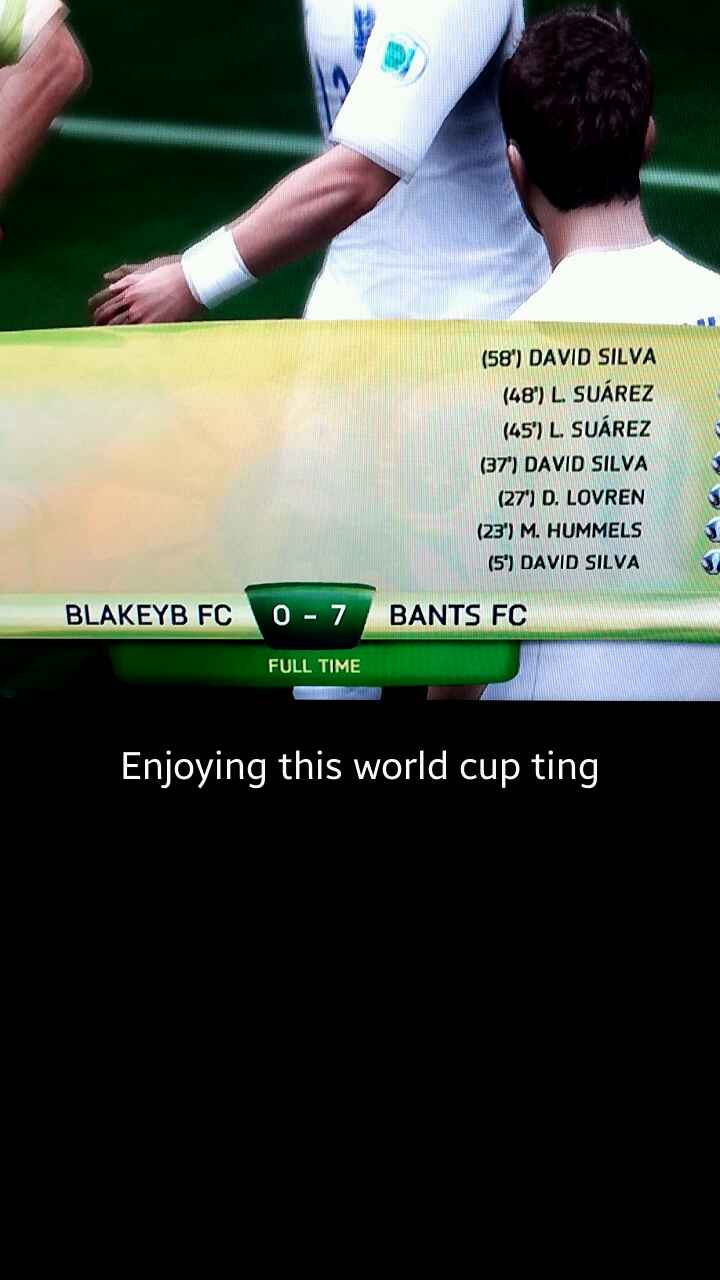 (58') DAVID SILVA
(48') L. SUÁREZ
(45') L. SUÁREZ
(37') DAVID SILVA
(27') D. LOVREN
(23') M. HUMMELS
(5') DAVID SILVA
BLAKEYB FC 0 - 7 BANTS FC
FULL TIME
Enjoying this world cup ting